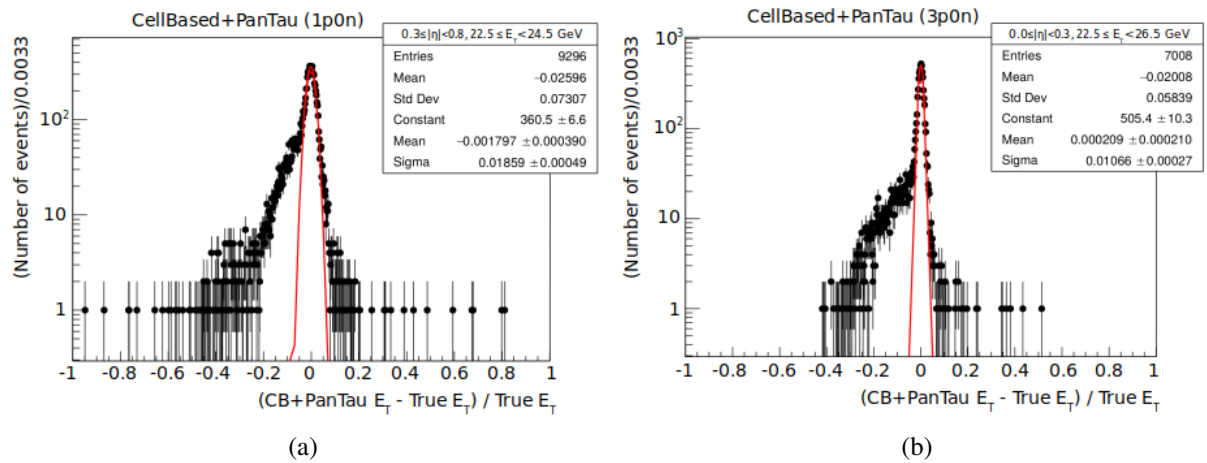 CellBased+PanTau (1p0n)
0.3≤|η|<0.8, 22.5 ≤ E_T<24.5 GeV
Entries 9296
Mean −0.02596
Std Dev 0.07307
Constant 360.5 ±6.6
Mean −0.001797 ±0.000390
Sigma 0.01859 ±0.00049
(Number of events)/0.0033
10²
10
1
-1 -0.8 -0.6 -0.4 -0.2 0 0.2 0.4 0.6 0.8 1
(CB+PanTau E_T - True E_T) / True E_T
(a)
CellBased+PanTau (3p0n)
0.0≤|η|<0.3, 22.5 ≤ E_T<26.5 GeV
Entries 7008
Mean −0.02008
Std Dev 0.05839
Constant 505.4 ±10.3
Mean 0.000209 ±0.000210
Sigma 0.01066 ±0.00027
(Number of events)/0.0033
10³
10²
10
1
-1 -0.8 -0.6 -0.4 -0.2 0 0.2 0.4 0.6 0.8 1
(CB+PanTau E_T - True E_T) / True E_T
(b)